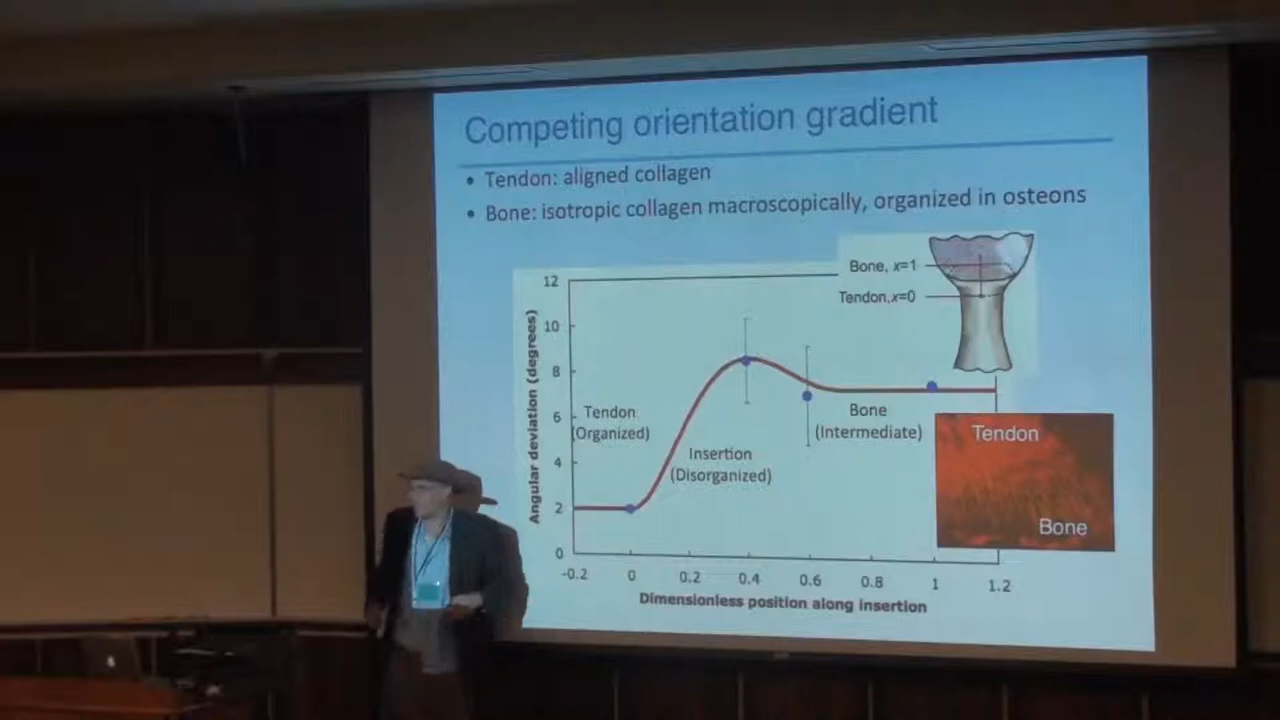 Competing orientation gradient
• Tendon: aligned collagen
• Bone: isotropic collagen macroscopically, organized in osteons
Bone, x=1
Tendon,x=0
12
10
8
6
4
2
0
Angular deviation (degrees)
Tendon
(Organized)
Insertion
(Disorganized)
Bone
(Intermediate)
Tendon
Bone
-0.2 0 0.2 0.4 0.6 0.8 1 1.2
Dimensionless position along insertion